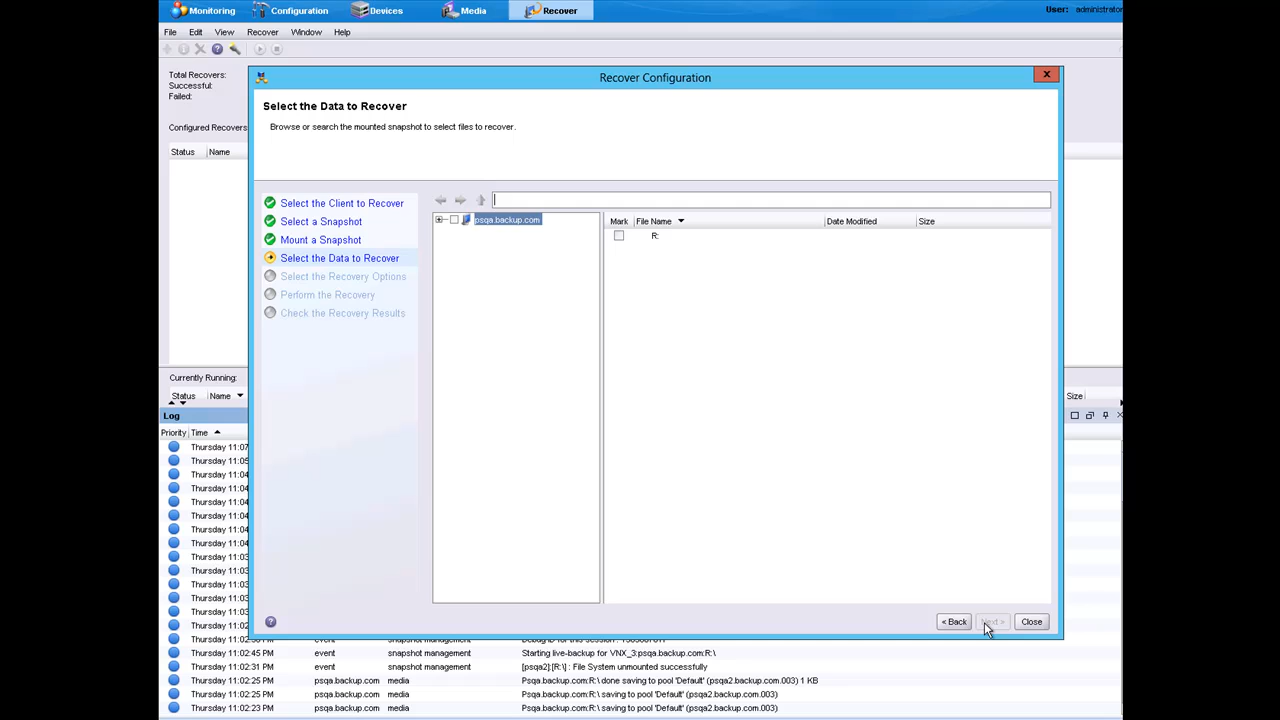 Monitoring Configuration Devices Media Recover User: administrator
File Edit View Recover Window Help
Total Recovers:
Successful:
Failed:
Configured Recovers
Status Name
Recover Configuration
Select the Data to Recover
Browse or search the mounted snapshot to select files to recover.
Select the Client to Recover
Select a Snapshot
Mount a Snapshot
Select the Data to Recover
Select the Recovery Options
Perform the Recovery
Check the Recovery Results
psqa.backup.com
Mark File Name Date Modified Size
R:
< Back Next > Close
Currently Running:
Status Name Size
Log
Priority Time
Thursday 11:07
Thursday 11:05
Thursday 11:04
Thursday 11:04
Thursday 11:04
Thursday 11:04
Thursday 11:04
Thursday 11:04
Thursday 11:03
Thursday 11:03
Thursday 11:03
Thursday 11:03
Thursday 11:03
Thursday 11:02
event snapshot management
Thursday 11:02:45 PM event snapshot management Starting live-backup for VNX_3:psqa.backup.com:R:\
Thursday 11:02:31 PM event snapshot management [psqa2]:[R:\] : File System unmounted successfully
Thursday 11:02:25 PM psqa.backup.com media Psqa.backup.com:R:\ done saving to pool 'Default' (psqa2.backup.com.003) 1 KB
Thursday 11:02:25 PM psqa.backup.com media Psqa.backup.com:R:\ saving to pool 'Default' (psqa2.backup.com.003)
Thursday 11:02:23 PM psqa.backup.com media Psqa.backup.com:R:\ saving to pool 'Default' (psqa2.backup.com.003)